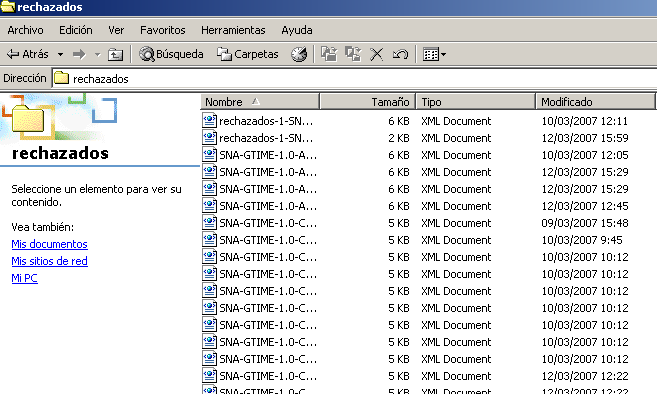 rechazados
Archivo Edición Ver Favoritos Herramientas Ayuda
Atrás Búsqueda Carpetas
Dirección rechazados
rechazados
Seleccione un elemento para ver su
contenido.
Vea también:
Mis documentos
Mis sitios de red
Mi PC
Nombre Tamaño Tipo Modificado
rechazados-1-SN... 6 KB XML Document 10/03/2007 12:11
rechazados-1-SN... 2 KB XML Document 12/03/2007 15:59
SNA-GTIME-1.0-A... 6 KB XML Document 10/03/2007 12:05
SNA-GTIME-1.0-A... 6 KB XML Document 12/03/2007 15:29
SNA-GTIME-1.0-A... 6 KB XML Document 12/03/2007 15:29
SNA-GTIME-1.0-A... 6 KB XML Document 12/03/2007 12:45
SNA-GTIME-1.0-C... 5 KB XML Document 09/03/2007 15:48
SNA-GTIME-1.0-C... 5 KB XML Document 10/03/2007 9:45
SNA-GTIME-1.0-C... 5 KB XML Document 10/03/2007 10:12
SNA-GTIME-1.0-C... 5 KB XML Document 10/03/2007 10:12
SNA-GTIME-1.0-C... 5 KB XML Document 10/03/2007 10:12
SNA-GTIME-1.0-C... 5 KB XML Document 10/03/2007 10:12
SNA-GTIME-1.0-C... 5 KB XML Document 10/03/2007 10:12
SNA-GTIME-1.0-C... 5 KB XML Document 10/03/2007 10:12
SNA-GTIME-1.0-C... 5 KB XML Document 10/03/2007 10:12
SNA-GTIME-1.0-C... 5 KB XML Document 12/03/2007 12:22
SNA-GTIME-1.0-C... 5 KB XML Document 12/03/2007 12:22